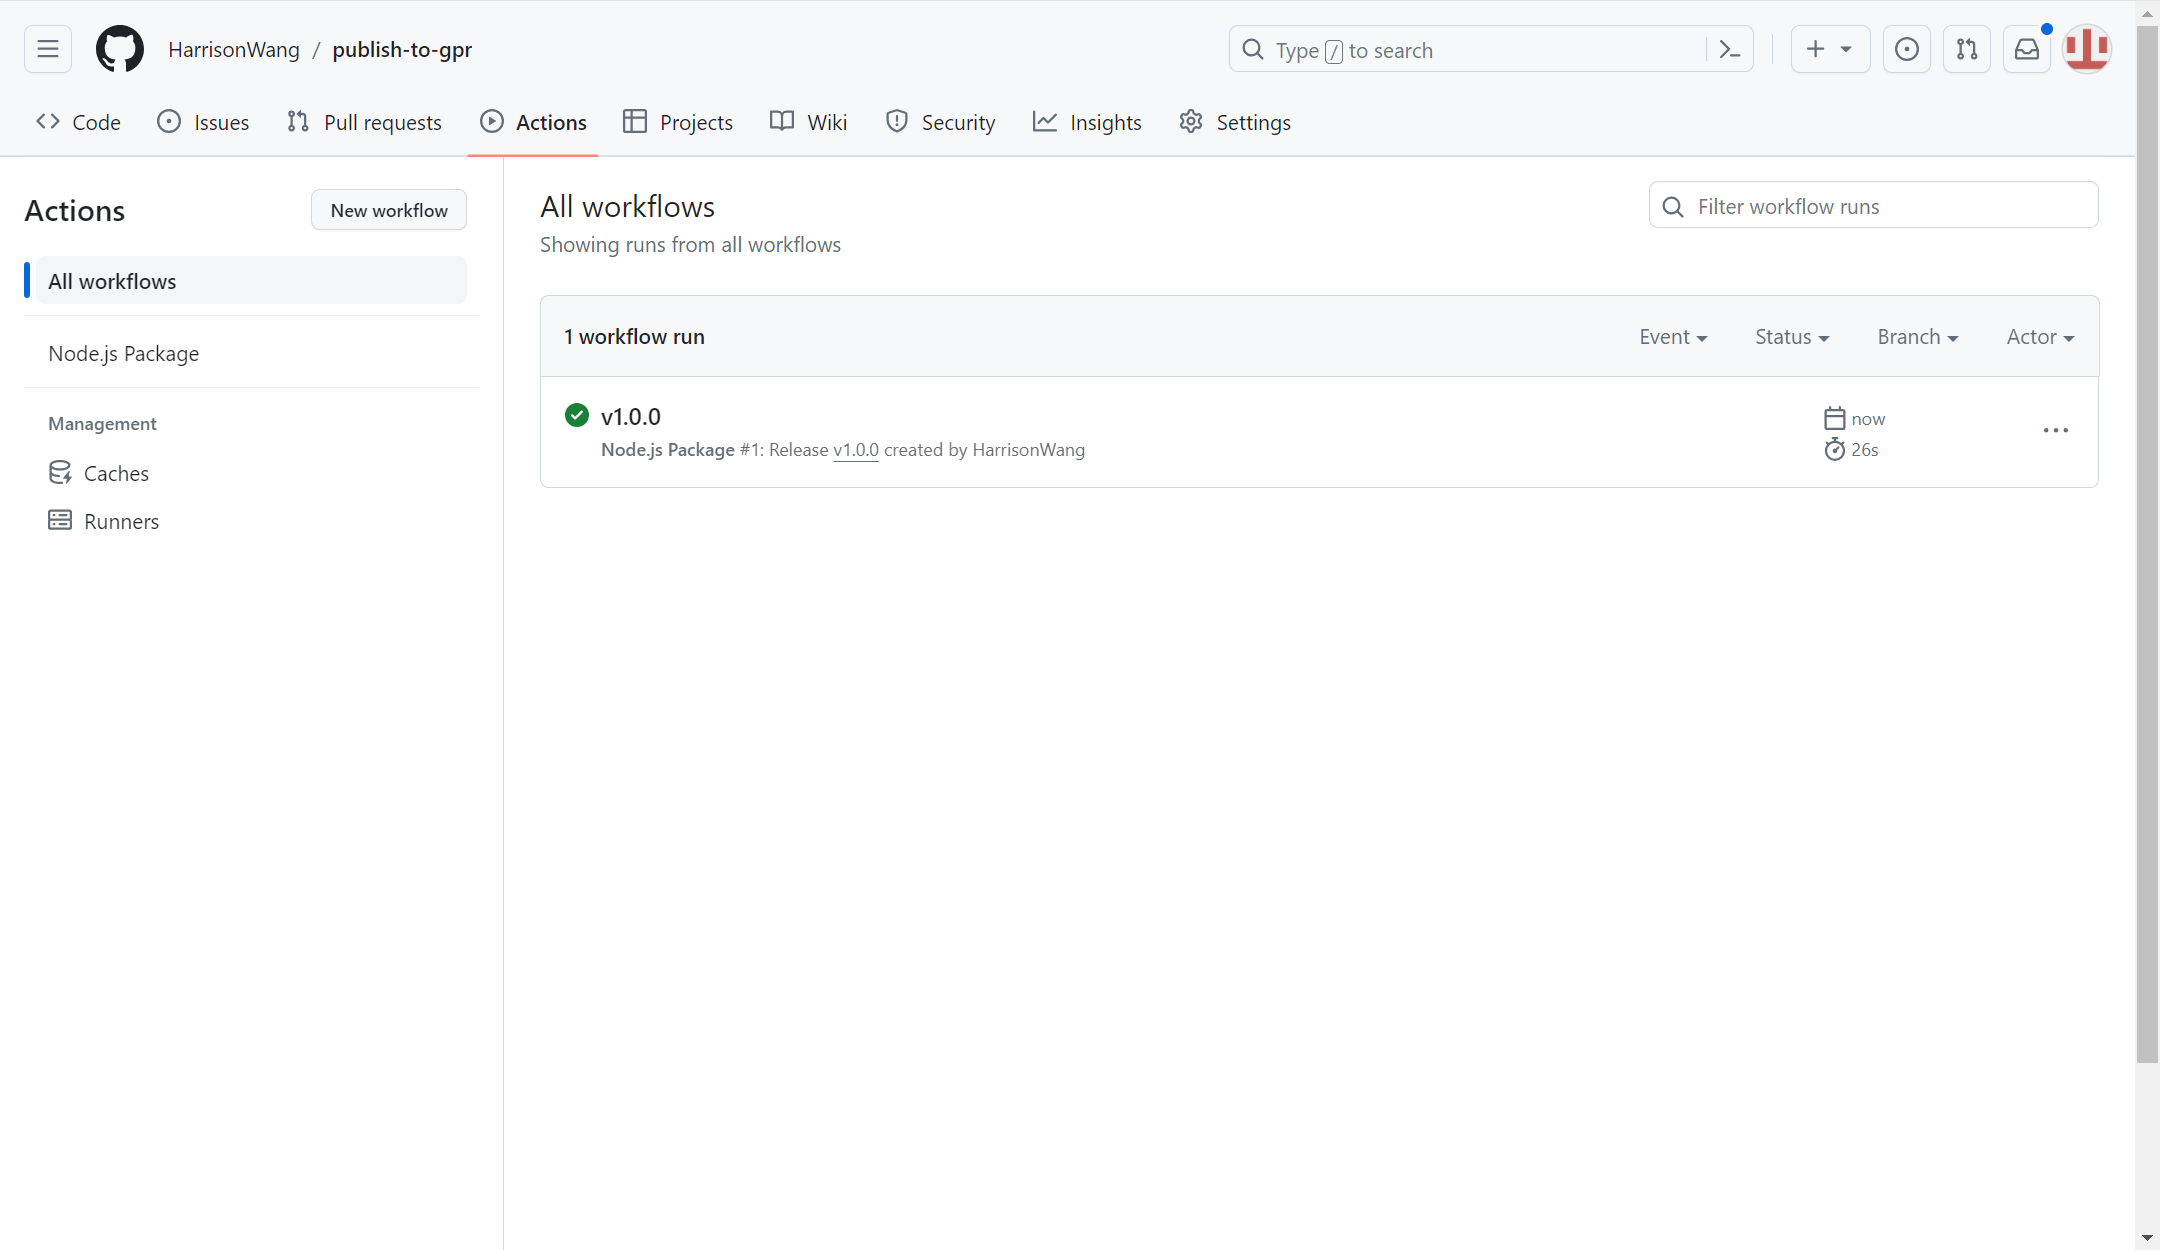 HarrisonWang / publish-to-gpr
Type / to search
Code Issues Pull requests Actions Projects Wiki Security Insights Settings
Actions
New workflow
All workflows
Node.js Package
Management
Caches
Runners
All workflows
Showing runs from all workflows
Filter workflow runs
1 workflow run
Event Status Branch Actor
v1.0.0
Node.js Package #1: Release v1.0.0 created by HarrisonWang
now
26s